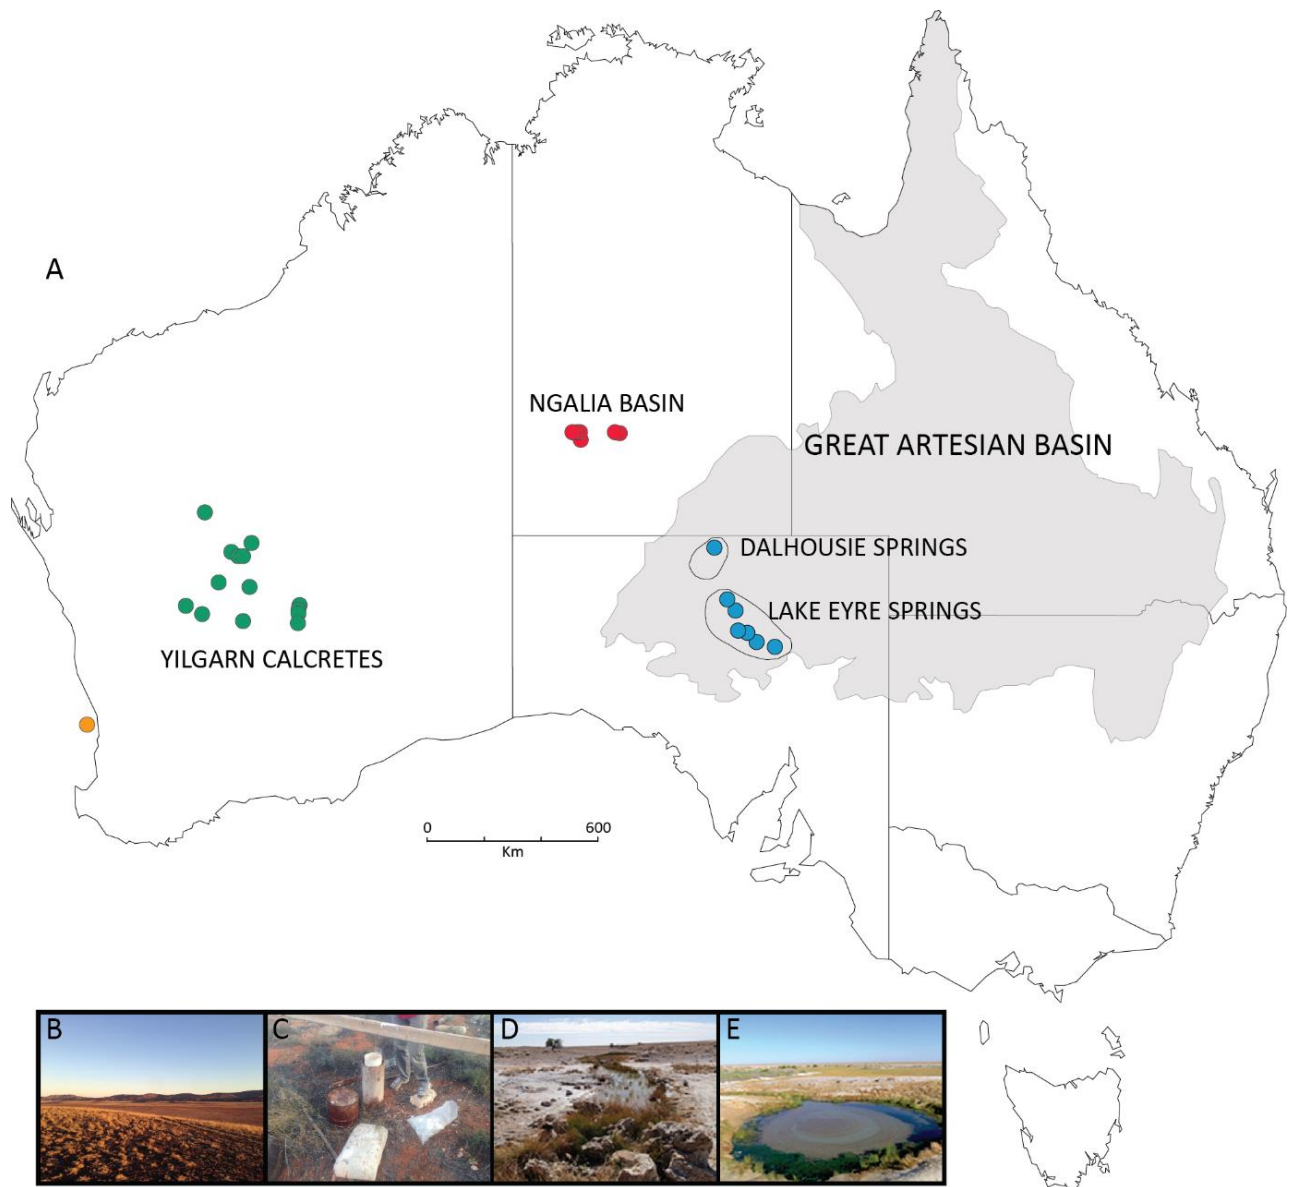 A
NGALIA BASIN
GREAT ARTESIAN BASIN
DALHOUSIE SPRINGS
LAKE EYRE SPRINGS
YILGARN CALCRETES
0 600
Km
B C D E